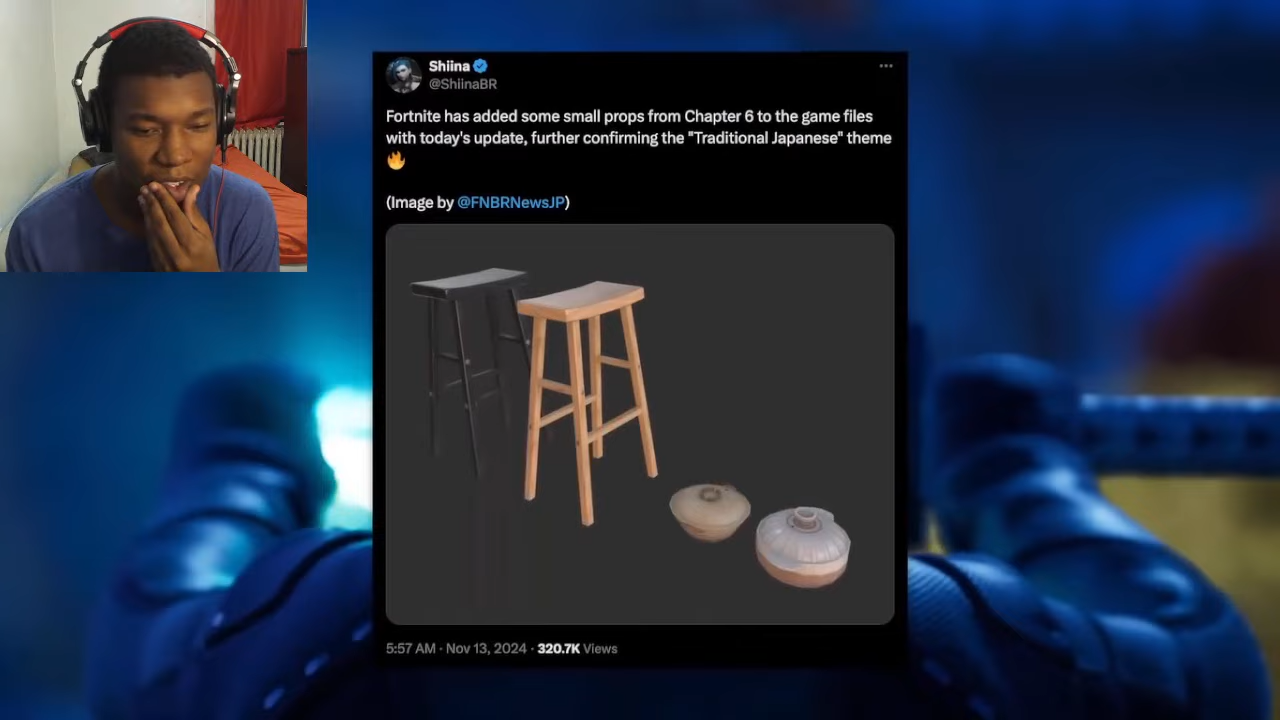 Shiina
@ShiinaBR
Fortnite has added some small props from Chapter 6 to the game files
with today's update, further confirming the "Traditional Japanese" theme
🔥
(Image by @FNBRNewsJP)
5:57 AM · Nov 13, 2024 · 320.7K Views